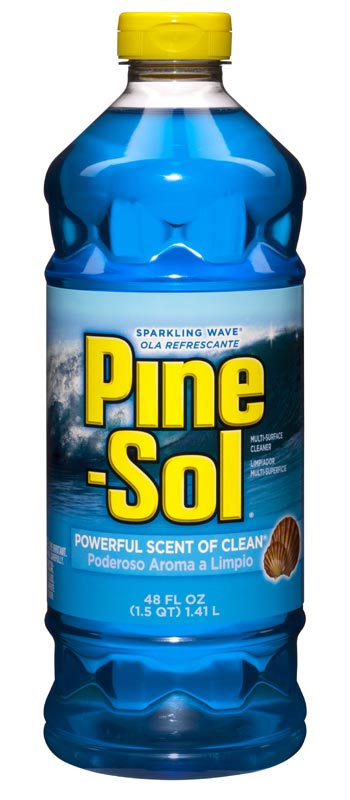 SPARKLING WAVE®
OLA REFRESCANTE
Pine
-Sol®
MULTI-SURFACE
CLEANER
LIMPIADOR
MULTI-SUPERFICIE
POWERFUL SCENT OF CLEAN®
Poderoso Aroma a Limpio
48 FL OZ
(1.5 QT) 1.41 L